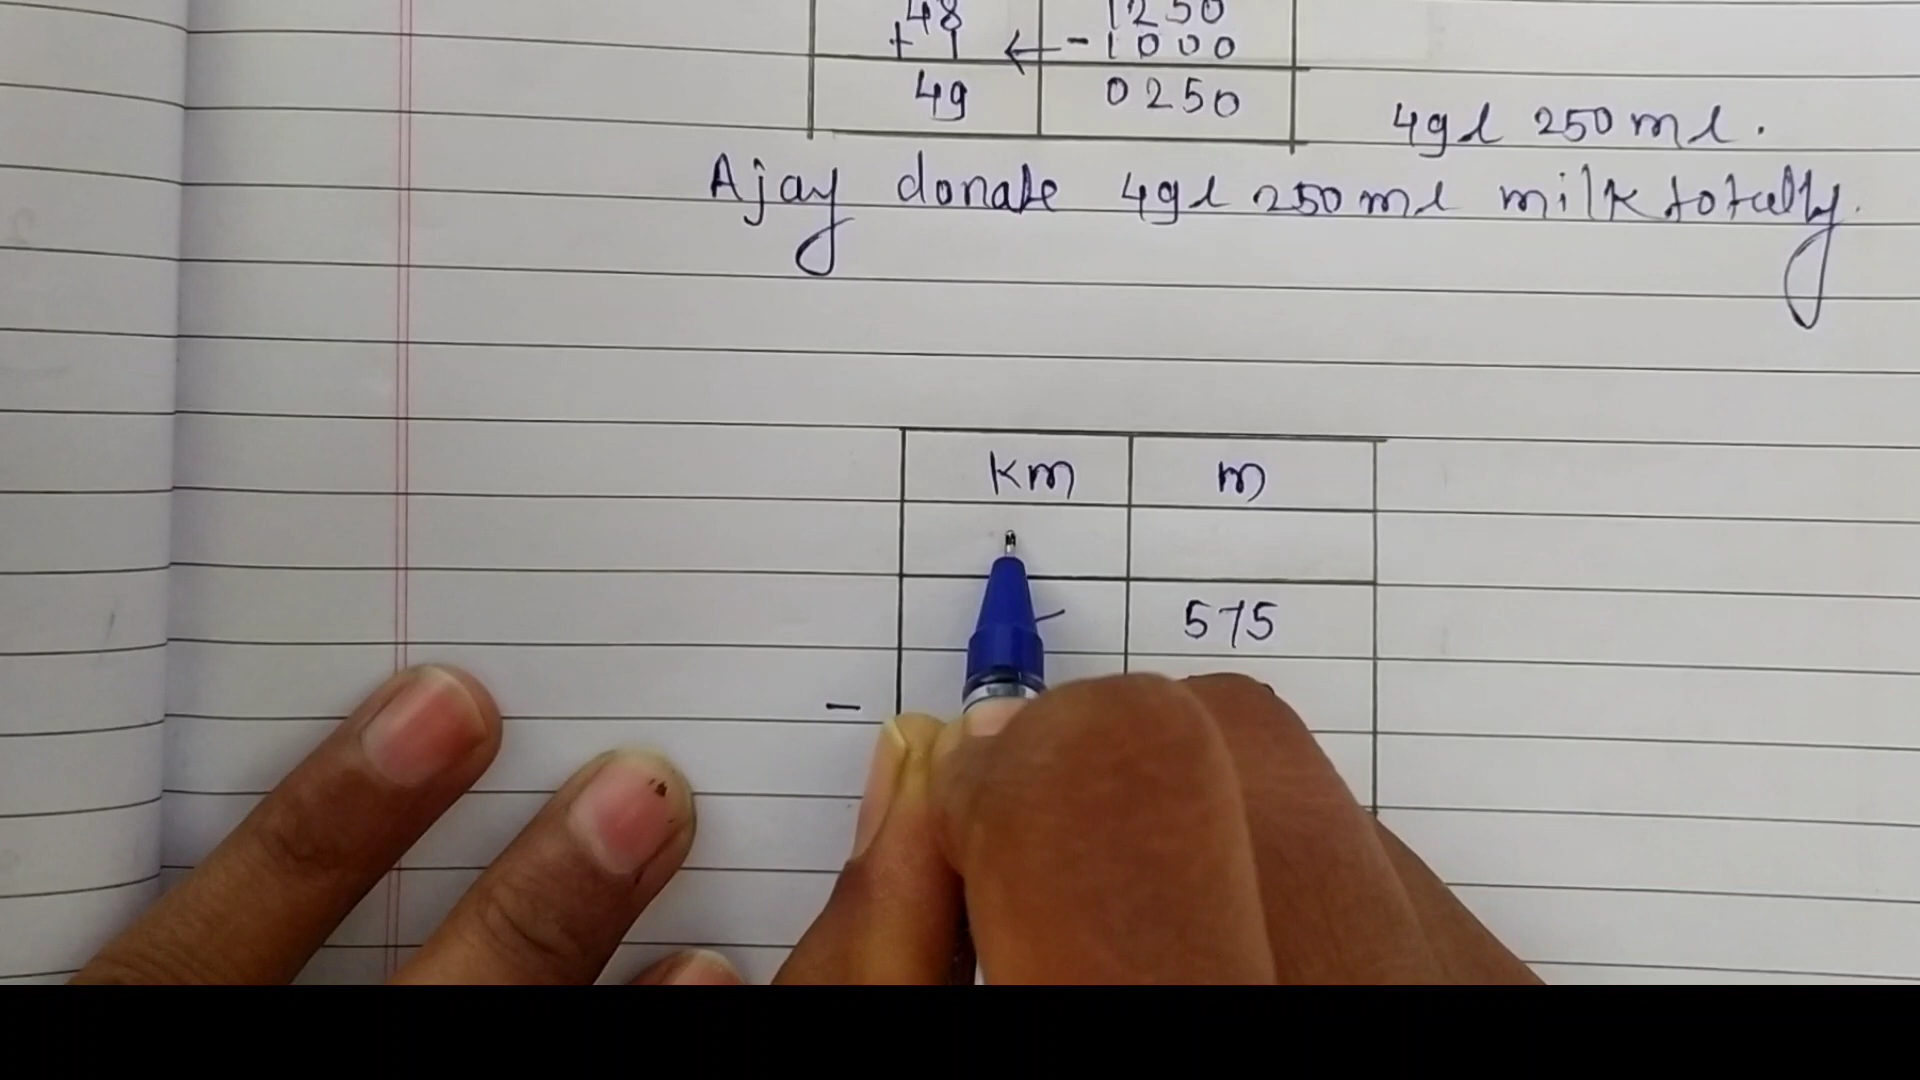 48 1250
+ 1 ← - 1000
49 0250
49l 250ml.
Ajay donate 49l 250ml milk totally.
km m
575
-